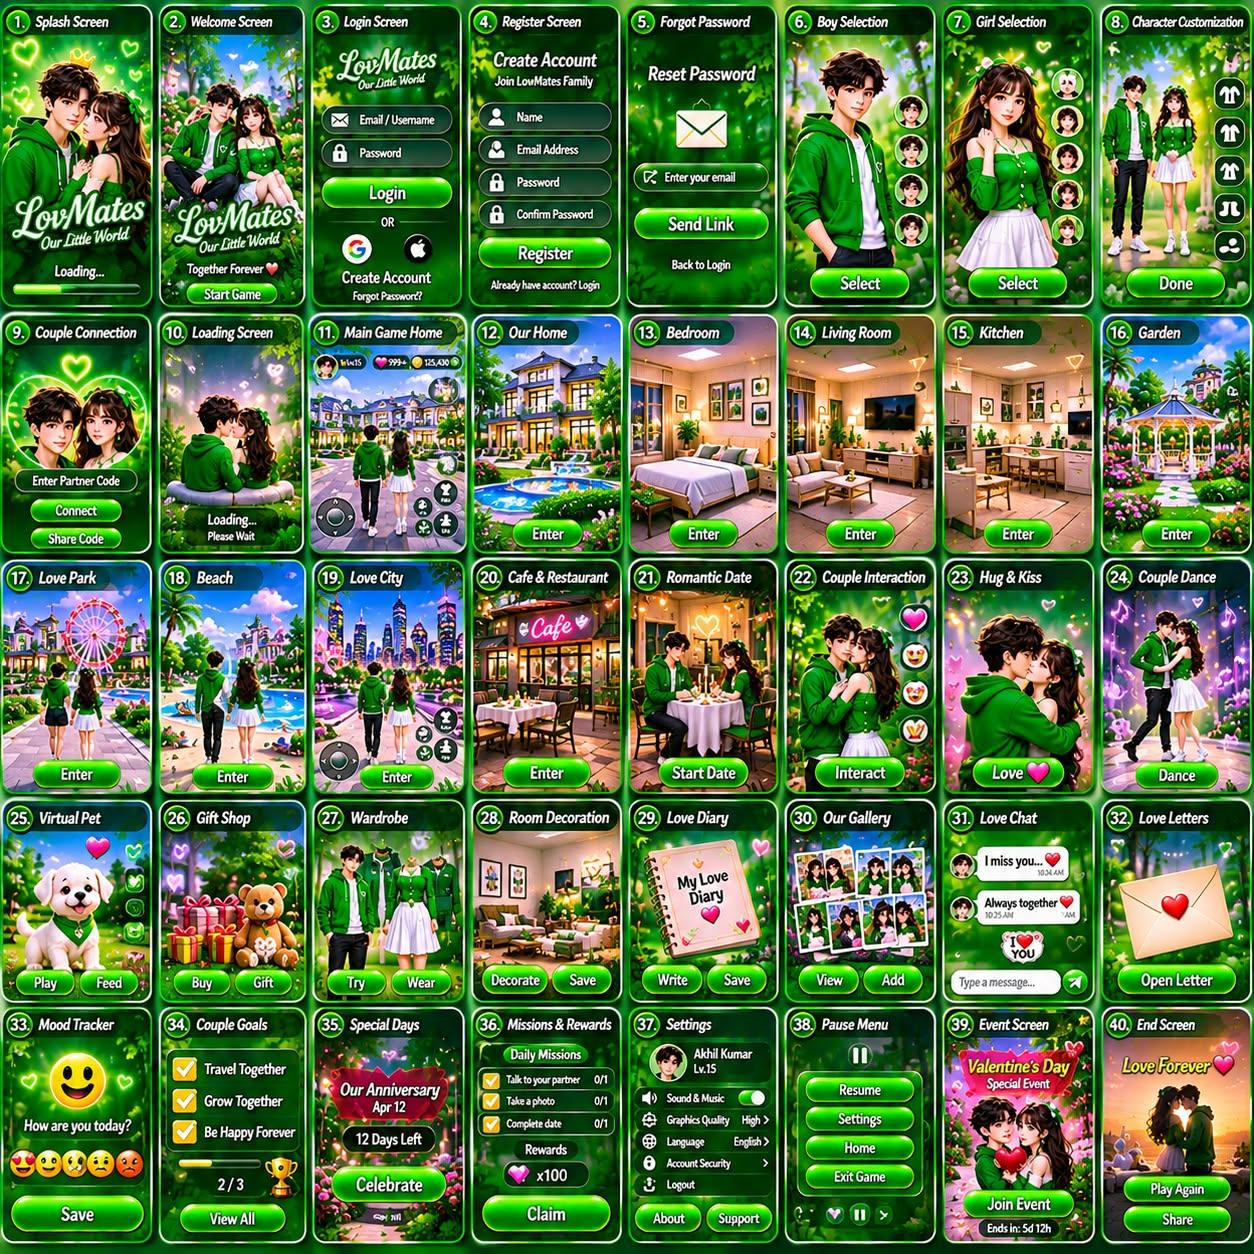 1. Splash Screen
LovMates
Our Little World
Loading...
2. Welcome Screen
LovMates
Our Little World
Together Forever
Start Game
3. Login Screen
LovMates
Our Little World
Email / Username
Password
Login
OR
G
Create Account
Forgot Password?
4. Register Screen
Create Account
Join LovMates Family
Name
Email Address
Password
Confirm Password
Register
Already have account? Login
5. Forgot Password
Reset Password
Enter your email
Send Link
Back to Login
6. Boy Selection
Select
7. Girl Selection
Select
8. Character Customization
Done
9. Couple Connection
Enter Partner Code
Connect
Share Code
10. Loading Screen
Loading...
Please Wait
11. Main Game Home
125,430
12. Our Home
Enter
13. Bedroom
Enter
14. Living Room
Enter
15. Kitchen
Enter
16. Garden
Enter
17. Love Park
Enter
18. Beach
Enter
19. Love City
Enter
20. Cafe & Restaurant
Cafe
Enter
21. Romantic Date
Start Date
22. Couple Interaction
Interact
23. Hug & Kiss
Love
24. Couple Dance
Dance
25. Virtual Pet
Play
Feed
26. Gift Shop
Buy
Gift
27. Wardrobe
Try
Wear
28. Room Decoration
Decorate
Save
29. Love Diary
My Love
Diary
Write
Save
30. Our Gallery
View
Add
31. Love Chat
I miss you...
10:24 AM
Always together
10:25 AM
AM
I
YOU
Type a message...
32. Love Letters
Open Letter
33. Mood Tracker
How are you today?
Save
34. Couple Goals
Travel Together
Grow Together
Be Happy Forever
2 / 3
View All
35. Special Days
Our Anniversary
Apr 12
12 Days Left
Celebrate
36. Missions & Rewards
Daily Missions
Talk to your partner 0/1
Take a photo 0/1
Complete date 0/1
Rewards
x100
Claim
37. Settings
Akhil Kumar
Lv.15
Sound & Music
Graphics Quality High >
Language English >
Account Security >
Logout
About
Support
38. Pause Menu
Resume
Settings
Home
Exit Game
39. Event Screen
Valentine's Day
Special Event
Join Event
Ends in: 5d 12h
40. End Screen
Love Forever
Play Again
Share